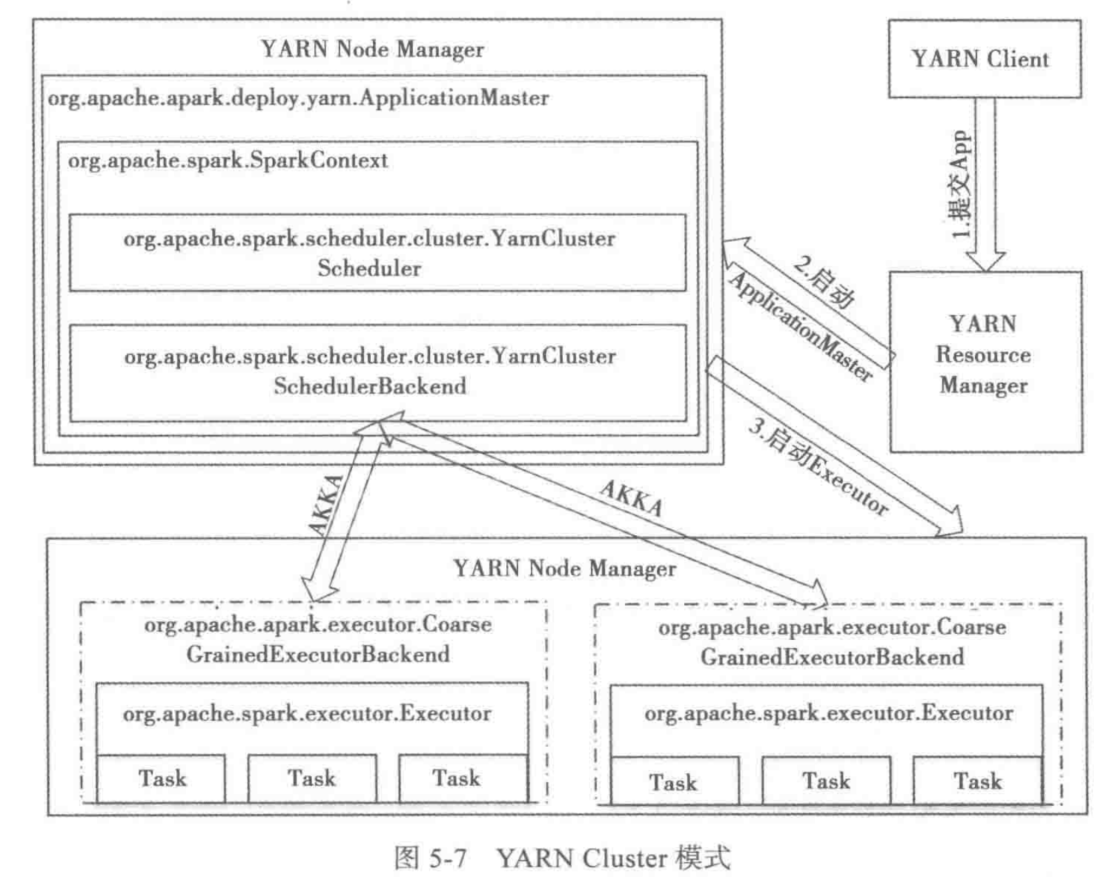 YARN Node Manager
org.apache.apark.deploy.yarn.ApplicationMaster
org.apache.spark.SparkContext
org.apache.spark.scheduler.cluster.YarnCluster
Scheduler
org.apache.spark.scheduler.cluster.YarnCluster
SchedulerBackend
YARN Client
1.提交App
YARN
Resource
Manager
2.启动
ApplicationMaster
3.启动Executor
AKKA
AKKA
YARN Node Manager
org.apache.apark.executor.Coarse
GrainedExecutorBackend
org.apache.spark.executor.Executor
Task Task Task
org.apache.apark.executor.Coarse
GrainedExecutorBackend
org.apache.spark.executor.Executor
Task Task Task
图 5-7 YARN Cluster 模式